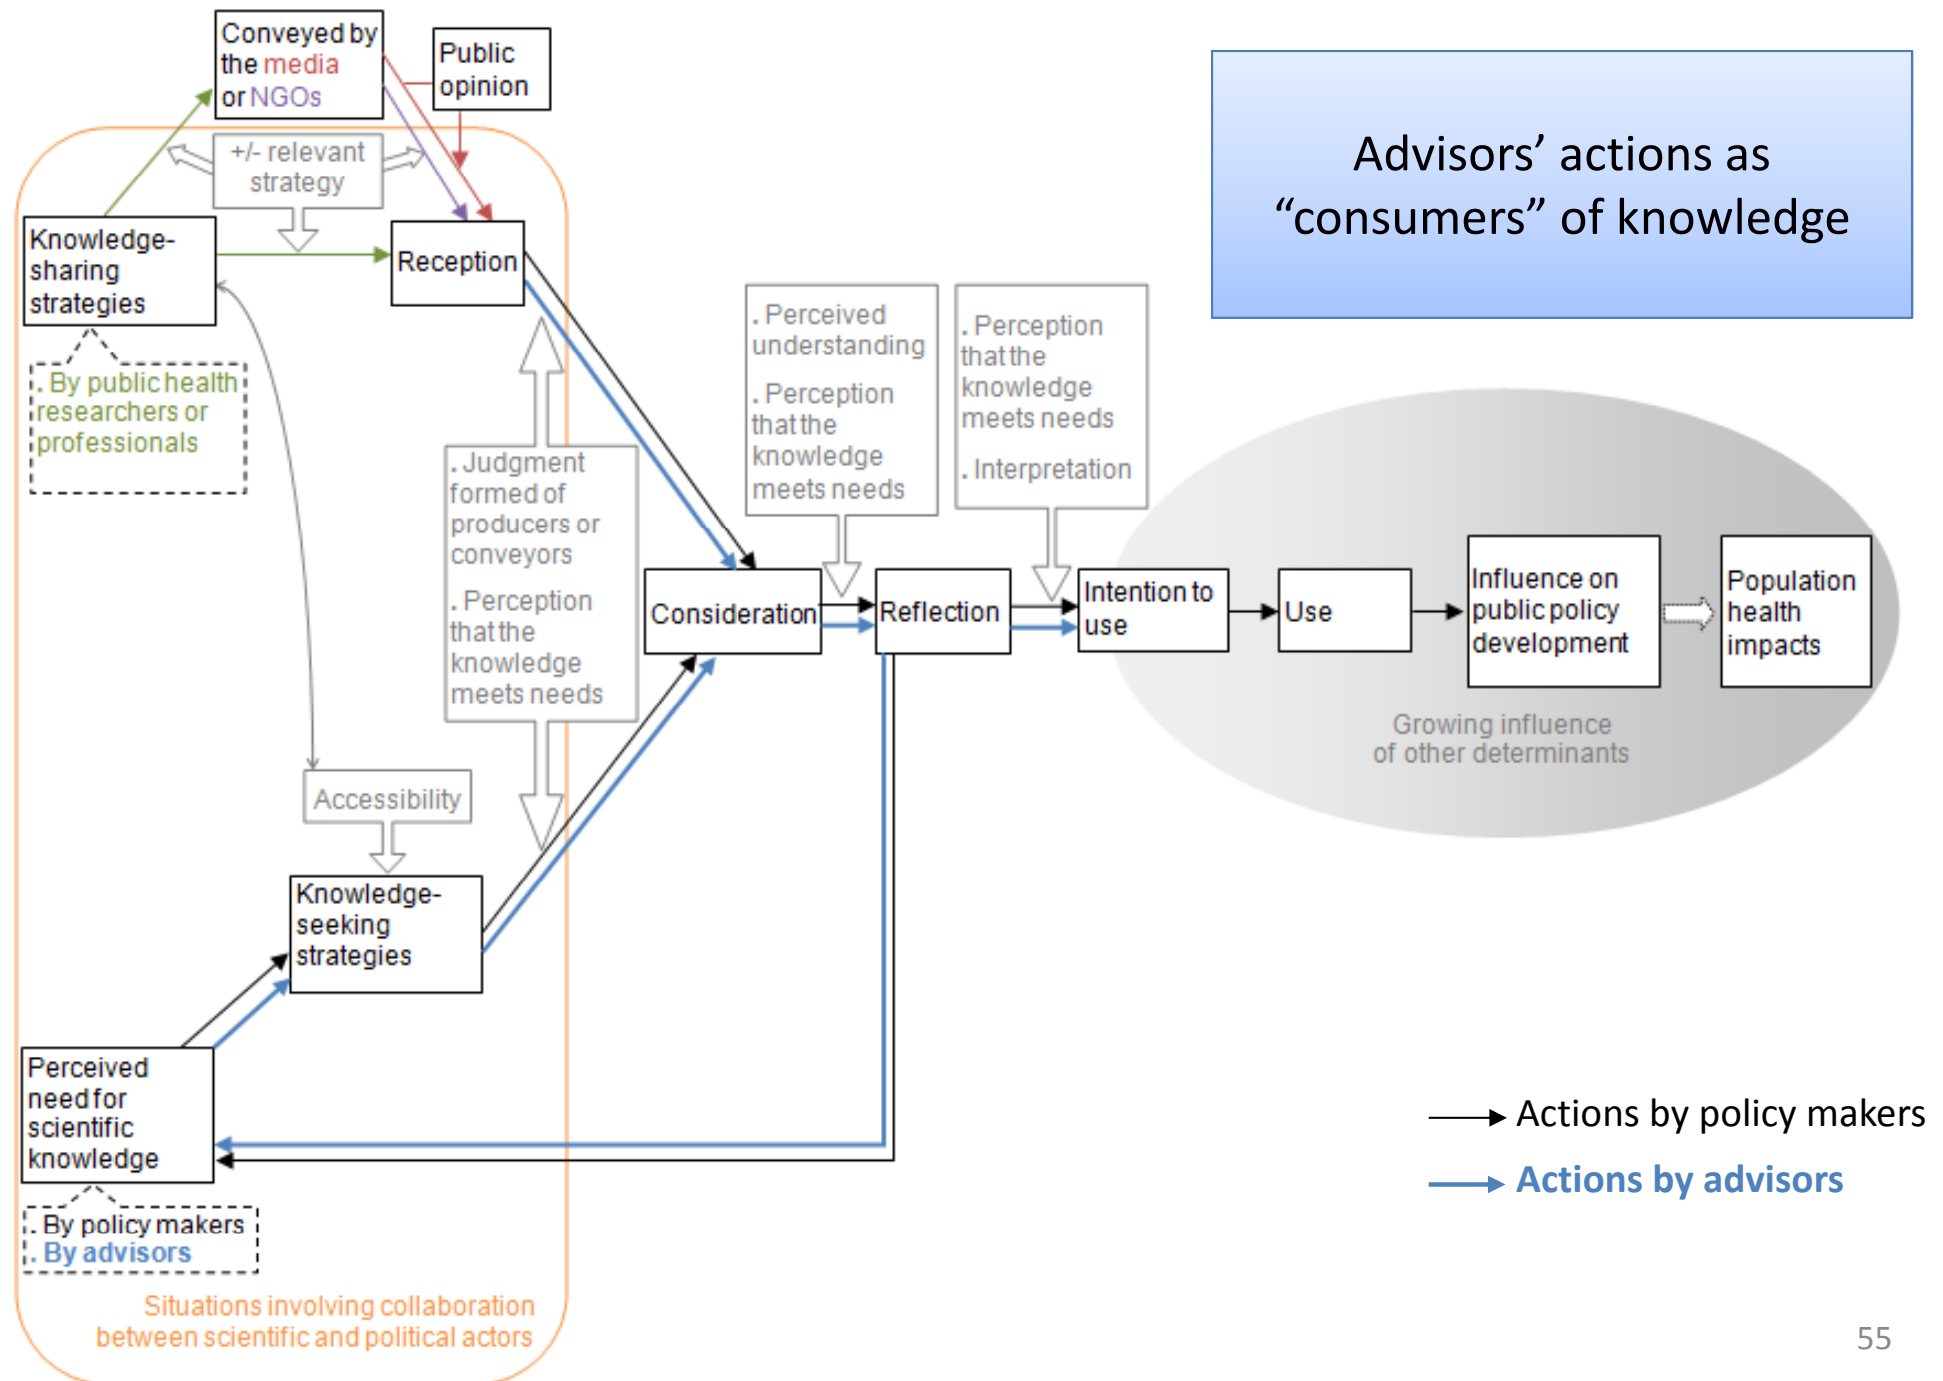 Conveyed by
the media
or NGOs
Public
opinion
Advisors’ actions as
“consumers” of knowledge
+/- relevant
strategy
Knowledge-
sharing
strategies
Reception
. By public health
researchers or
professionals
. Judgment
formed of
producers or
conveyors
. Perception
that the
knowledge
meets needs
. Perceived
understanding
. Perception
that the
knowledge
meets needs
. Perception
that the
knowledge
meets needs
. Interpretation
Consideration
Reflection
Intention to
use
Use
Influence on
public policy
development
Population
health
impacts
Growing influence
of other determinants
Accessibility
Knowledge-
seeking
strategies
Perceived
need for
scientific
knowledge
. By policy makers
. By advisors
Situations involving collaboration
between scientific and political actors
Actions by policy makers
Actions by advisors
55